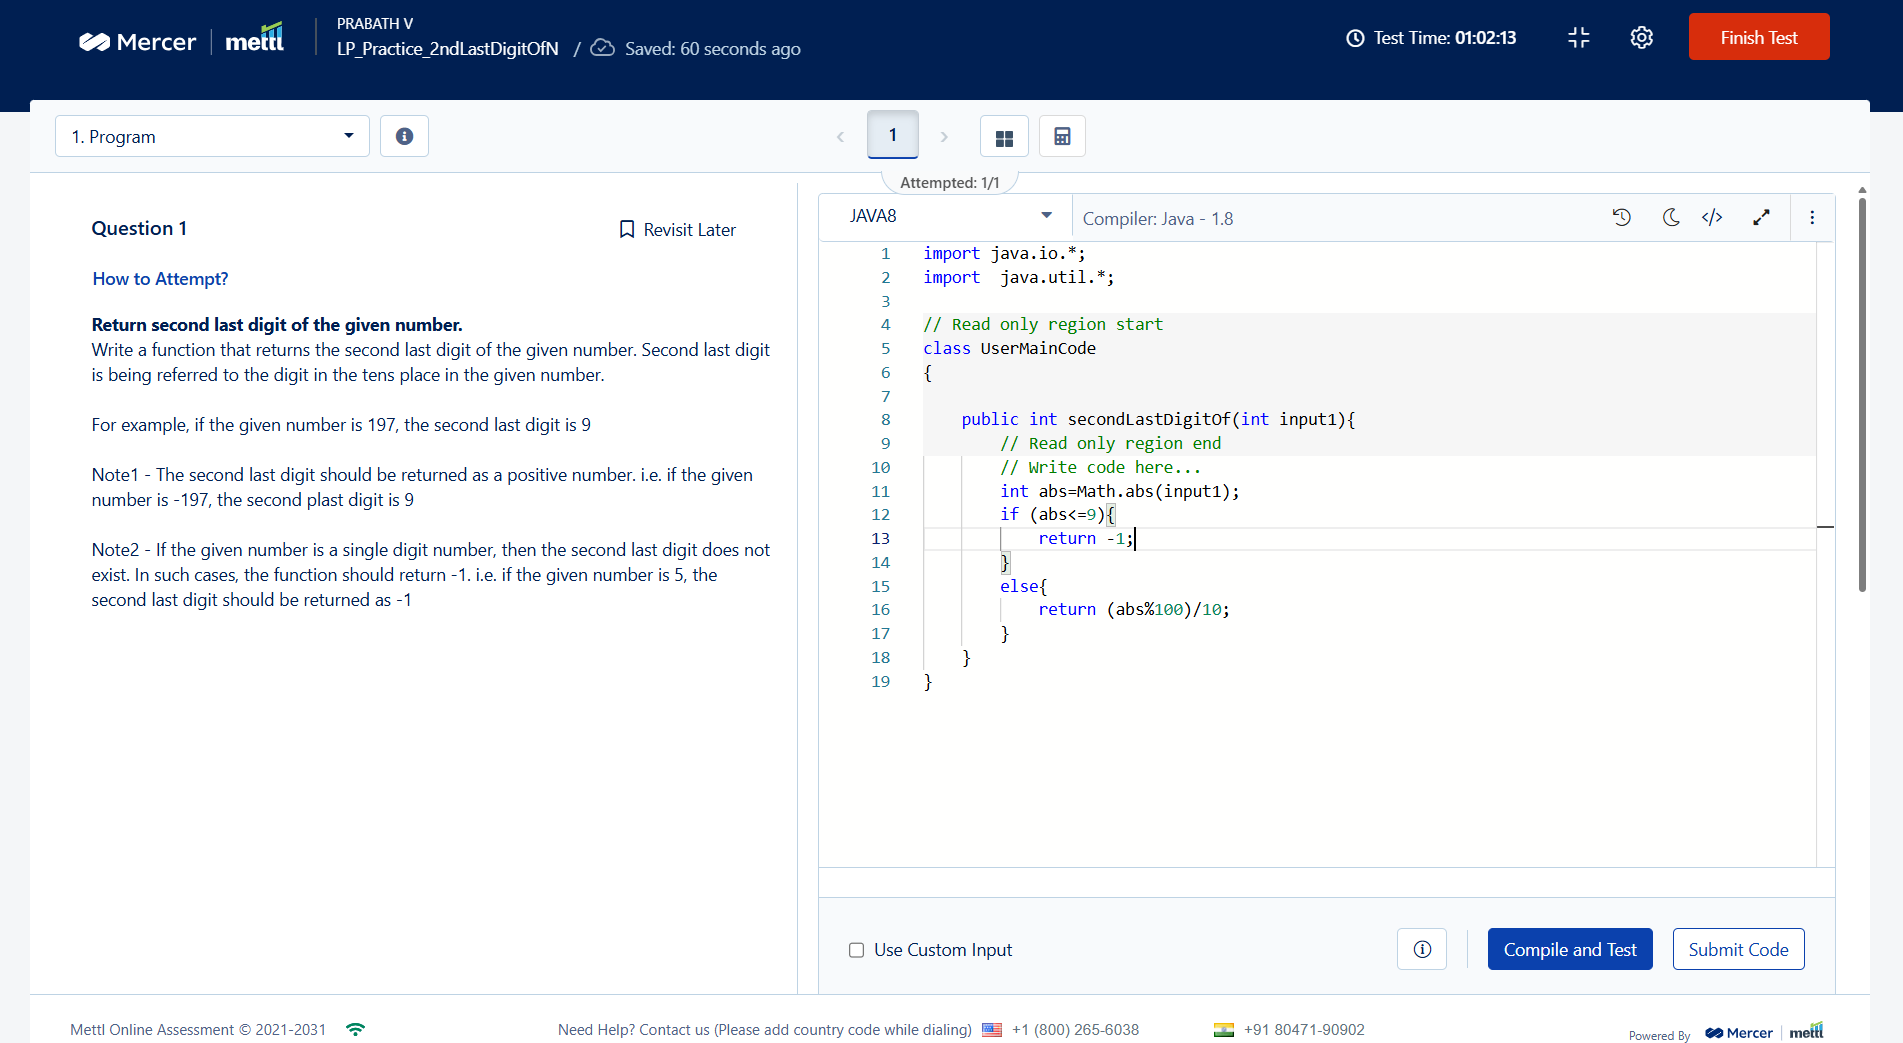 Mercer | mettl
PRABATH V
LP_Practice_2ndLastDigitOfN / Saved: 60 seconds ago
Test Time: 01:02:13
Finish Test
1. Program
1
Attempted: 1/1
Question 1
Revisit Later
How to Attempt?
Return second last digit of the given number.
Write a function that returns the second last digit of the given number. Second last digit
is being referred to the digit in the tens place in the given number.
For example, if the given number is 197, the second last digit is 9
Note1 - The second last digit should be returned as a positive number. i.e. if the given
number is -197, the second plast digit is 9
Note2 - If the given number is a single digit number, then the second last digit does not
exist. In such cases, the function should return -1. i.e. if the given number is 5, the
second last digit should be returned as -1
JAVA8
Compiler: Java - 1.8
1 import java.io.*;
2 import  java.util.*;
3
4 // Read only region start
5 class UserMainCode
6 {
7
8     public int secondLastDigitOf(int input1){
9         // Read only region end
10         // Write code here...
11         int abs=Math.abs(input1);
12         if (abs<=9){
13             return -1;
14         }
15         else{
16             return (abs%100)/10;
17         }
18     }
19 }
Use Custom Input
Compile and Test
Submit Code
Mettl Online Assessment © 2021-2031
Need Help? Contact us (Please add country code while dialing) +1 (800) 265-6038
+91 80471-90902
Powered By Mercer | mettl